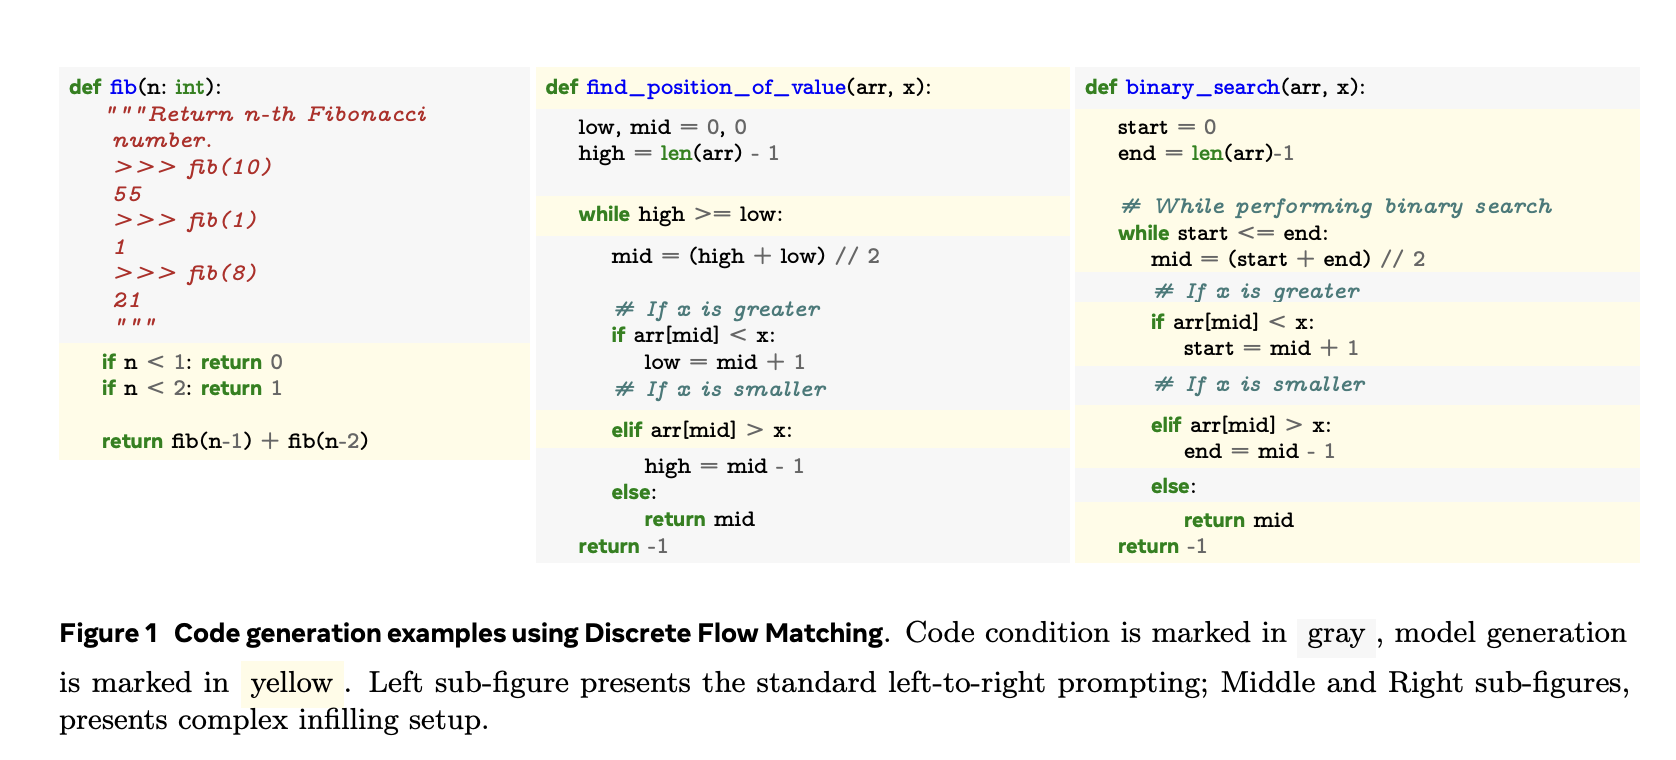 def fib(n: int):
"""Return n-th Fibonacci
number.
>>> fib(10)
55
>>> fib(1)
1
>>> fib(8)
21
"""
if n < 1: return 0
if n < 2: return 1
return fib(n-1) + fib(n-2)
def find_position_of_value(arr, x):
low, mid = 0, 0
high = len(arr) - 1
while high >= low:
mid = (high + low) // 2
# If x is greater
if arr[mid] < x:
low = mid + 1
# If x is smaller
elif arr[mid] > x:
high = mid - 1
else:
return mid
return -1
def binary_search(arr, x):
start = 0
end = len(arr)-1
# While performing binary search
while start <= end:
mid = (start + end) // 2
# If x is greater
if arr[mid] < x:
start = mid + 1
# If x is smaller
elif arr[mid] > x:
end = mid - 1
else:
return mid
return -1
Figure 1 Code generation examples using Discrete Flow Matching. Code condition is marked in gray , model generation
is marked in yellow . Left sub-figure presents the standard left-to-right prompting; Middle and Right sub-figures,
presents complex infilling setup.